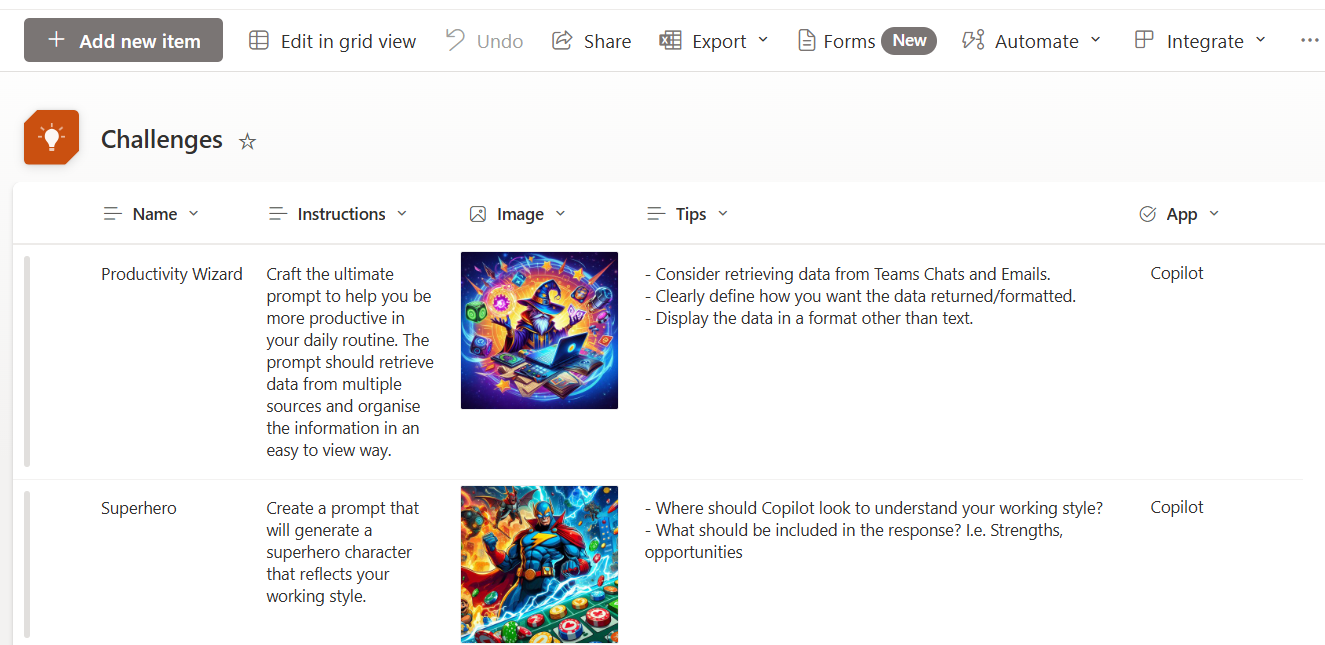 Add new item Edit in grid view Undo Share Export Forms New Automate Integrate
Challenges
Name Instructions Image Tips App
Productivity Wizard
Craft the ultimate
prompt to help you be
more productive in
your daily routine. The
prompt should retrieve
data from multiple
sources and organise
the information in an
easy to view way.
- Consider retrieving data from Teams Chats and Emails.
- Clearly define how you want the data returned/formatted.
- Display the data in a format other than text.
Copilot
Superhero
Create a prompt that
will generate a
superhero character
that reflects your
working style.
- Where should Copilot look to understand your working style?
- What should be included in the response? I.e. Strengths,
opportunities
Copilot